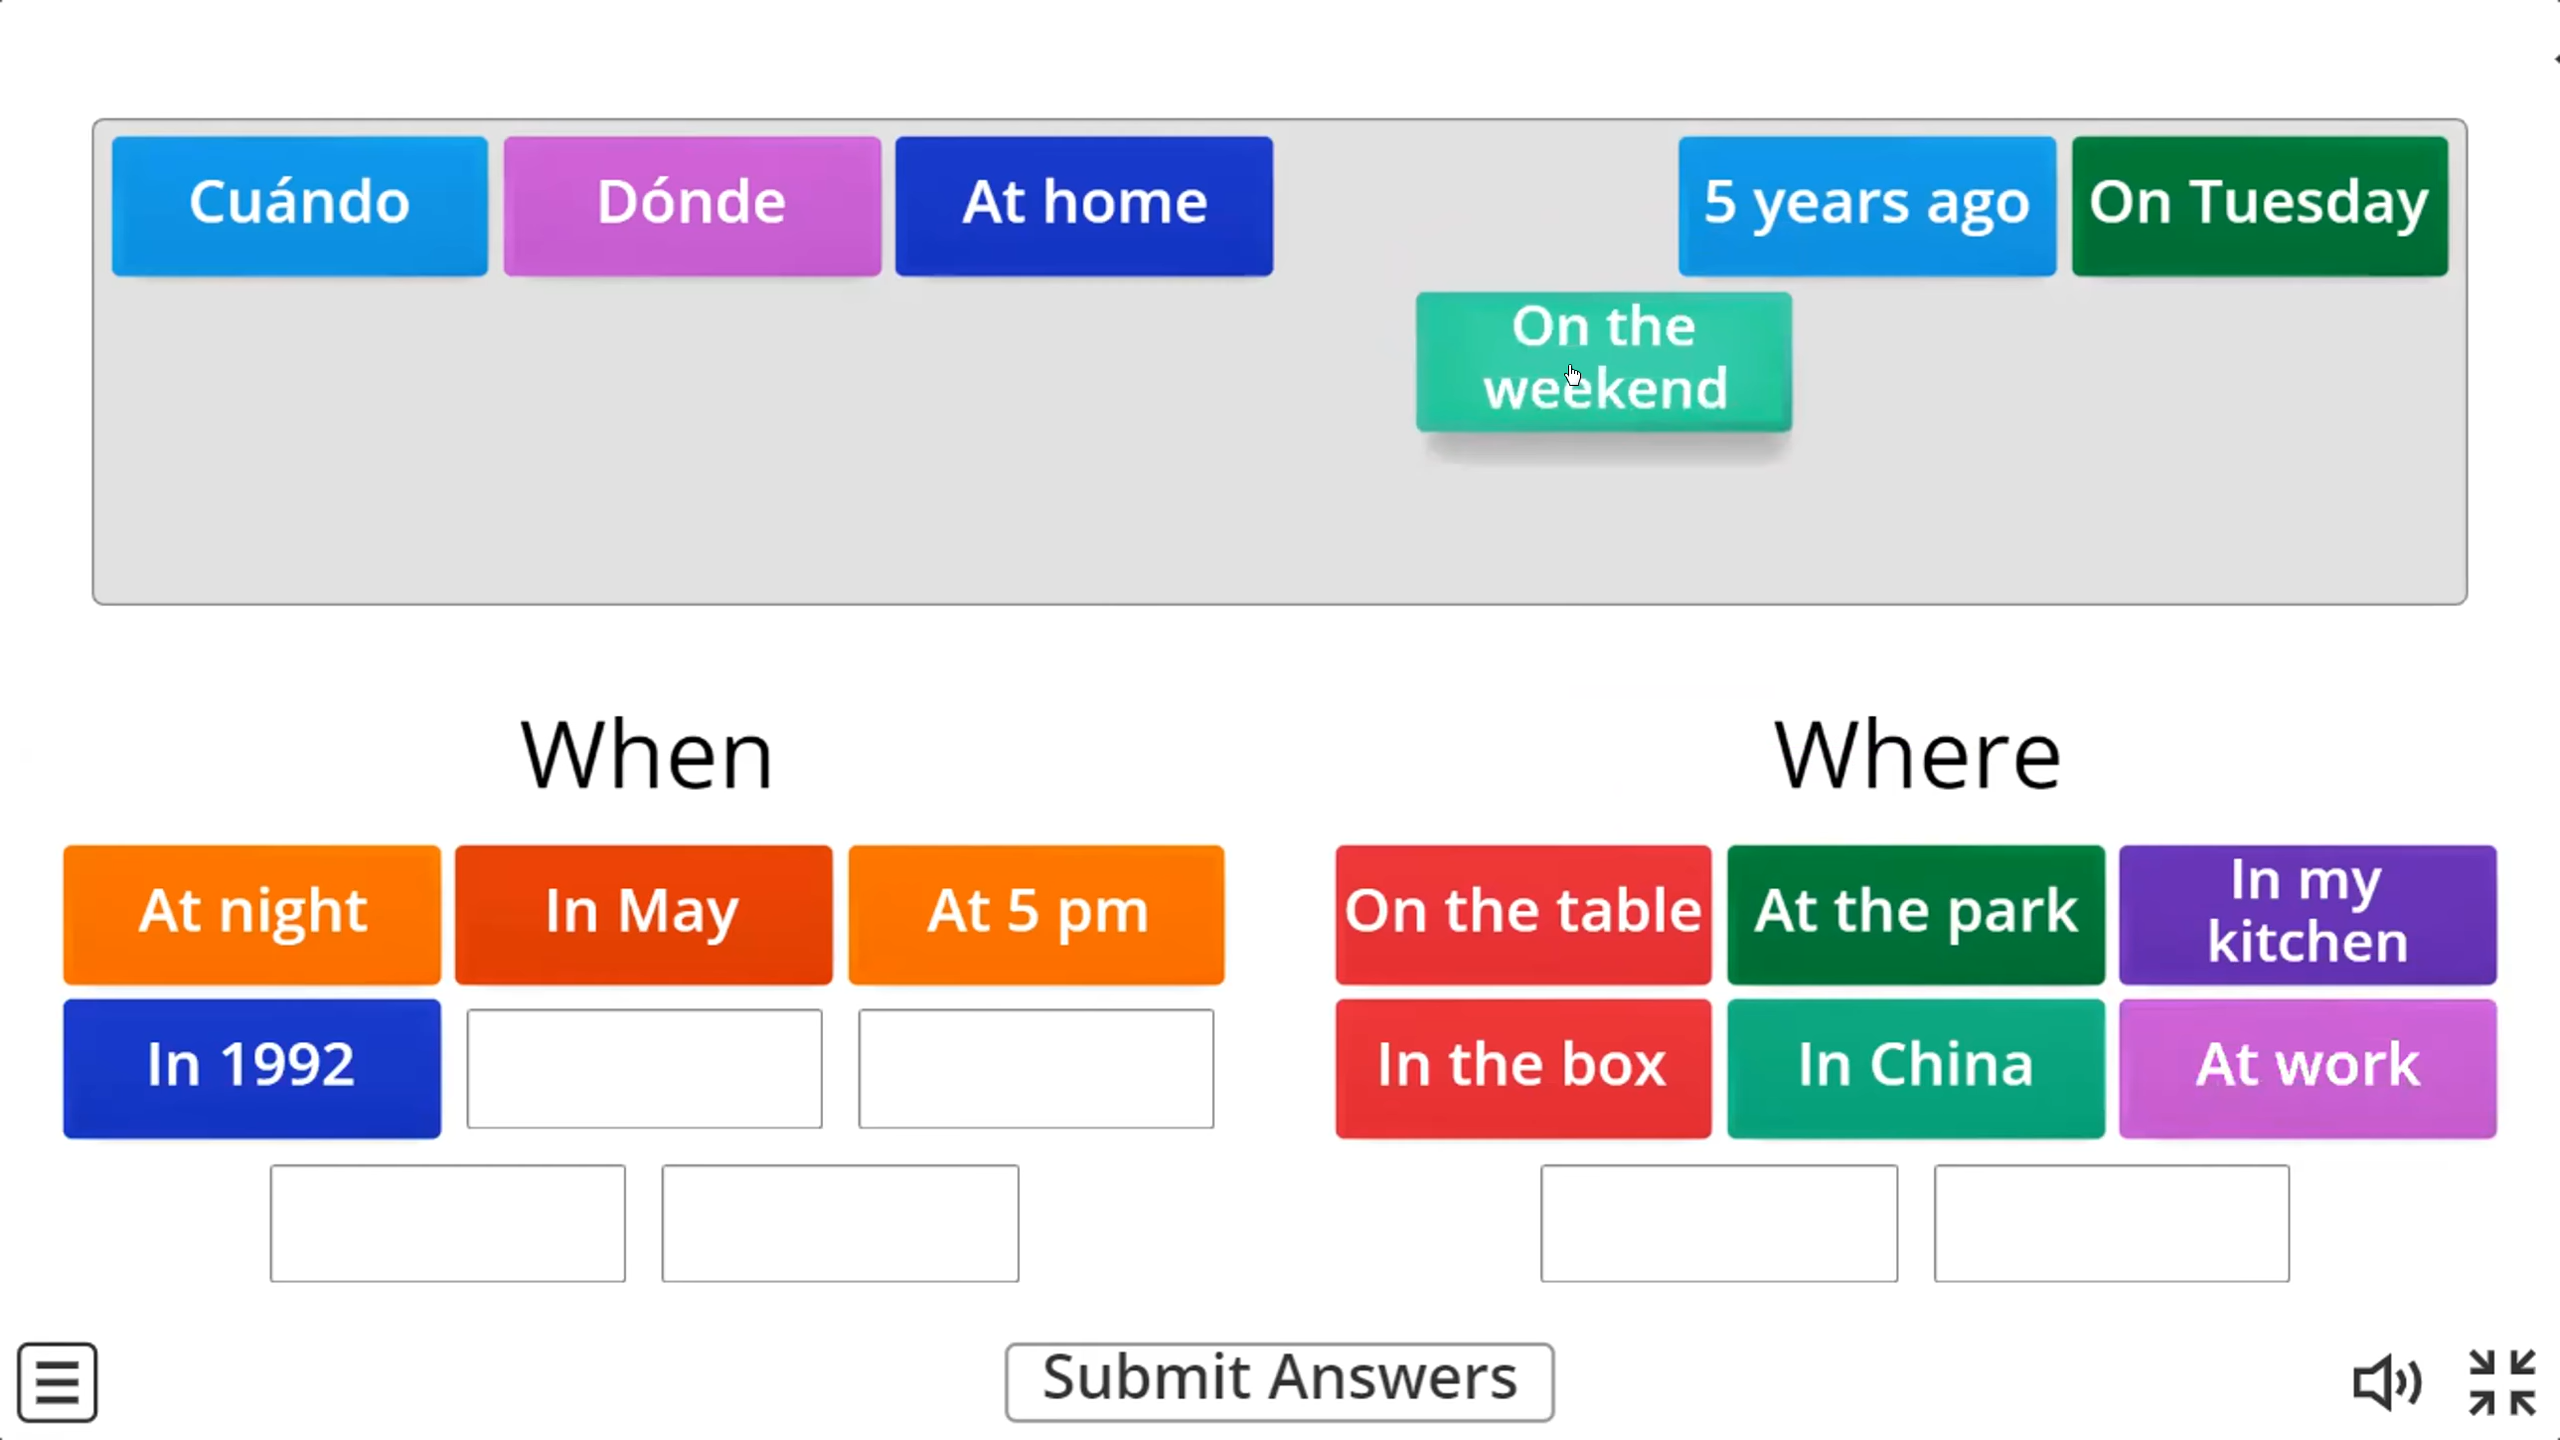 Cuándo
Dónde
At home
5 years ago
On Tuesday
On the
weekend
When
Where
At night
In May
At 5 pm
On the table
At the park
In my
kitchen
In 1992
In the box
In China
At work
Submit Answers